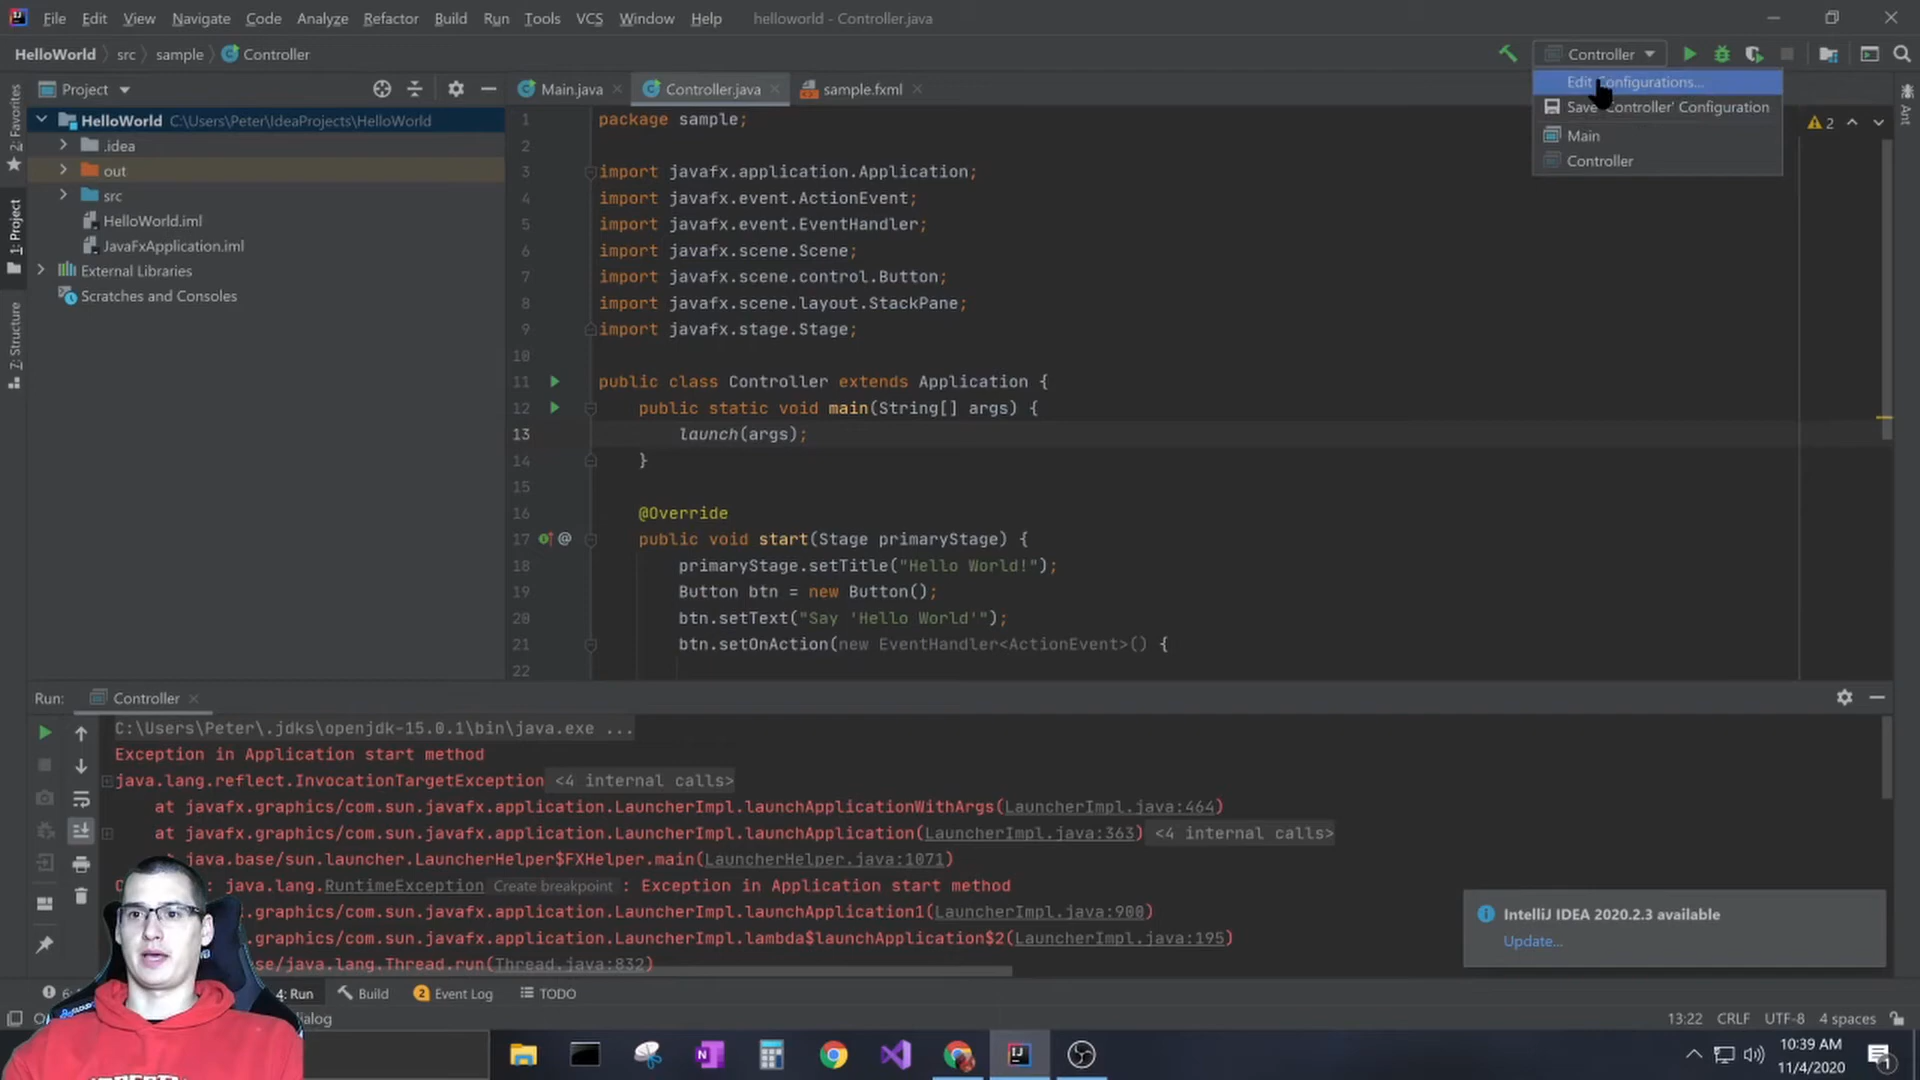 File Edit View Navigate Code Analyze Refactor Build Run Tools VCS Window Help helloworld - Controller.java
HelloWorld src sample Controller
Controller
Edit Configurations...
Save 'Controller' Configuration
Main
Controller
Project
Main.java Controller.java sample.fxml
2: Favorites
1: Project
7: Structure
Ant
HelloWorld C:\Users\Peter\IdeaProjects\HelloWorld
.idea
out
src
HelloWorld.iml
JavaFxApplication.iml
External Libraries
Scratches and Consoles
2
1 package sample;
2
3 import javafx.application.Application;
4 import javafx.event.ActionEvent;
5 import javafx.event.EventHandler;
6 import javafx.scene.Scene;
7 import javafx.scene.control.Button;
8 import javafx.scene.layout.StackPane;
9 import javafx.stage.Stage;
10
11 public class Controller extends Application {
12 public static void main(String[] args) {
13 launch(args);
14 }
15
16 @Override
17 @ public void start(Stage primaryStage) {
18 primaryStage.setTitle("Hello World!");
19 Button btn = new Button();
20 btn.setText("Say 'Hello World'");
21 btn.setOnAction(new EventHandler<ActionEvent>() {
22
Run: Controller
C:\Users\Peter\.jdks\openjdk-15.0.1\bin\java.exe ...
Exception in Application start method
java.lang.reflect.InvocationTargetException <4 internal calls>
at javafx.graphics/com.sun.javafx.application.LauncherImpl.launchApplicationWithArgs(LauncherImpl.java:464)
at javafx.graphics/com.sun.javafx.application.LauncherImpl.launchApplication(LauncherImpl.java:363) <4 internal calls>
java.base/sun.launcher.LauncherHelper$FXHelper.main(LauncherHelper.java:1071)
: java.lang.RuntimeException Create breakpoint : Exception in Application start method
.graphics/com.sun.javafx.application.LauncherImpl.launchApplication1(LauncherImpl.java:900)
.graphics/com.sun.javafx.application.LauncherImpl.lambda$launchApplication$2(LauncherImpl.java:195)
se/java.lang.Thread.run(Thread.java:832)
IntelliJ IDEA 2020.2.3 available
Update...
6: 4: Run Build 2 Event Log TODO
dialog
13:22 CRLF UTF-8 4 spaces
10:39 AM
11/4/2020
1